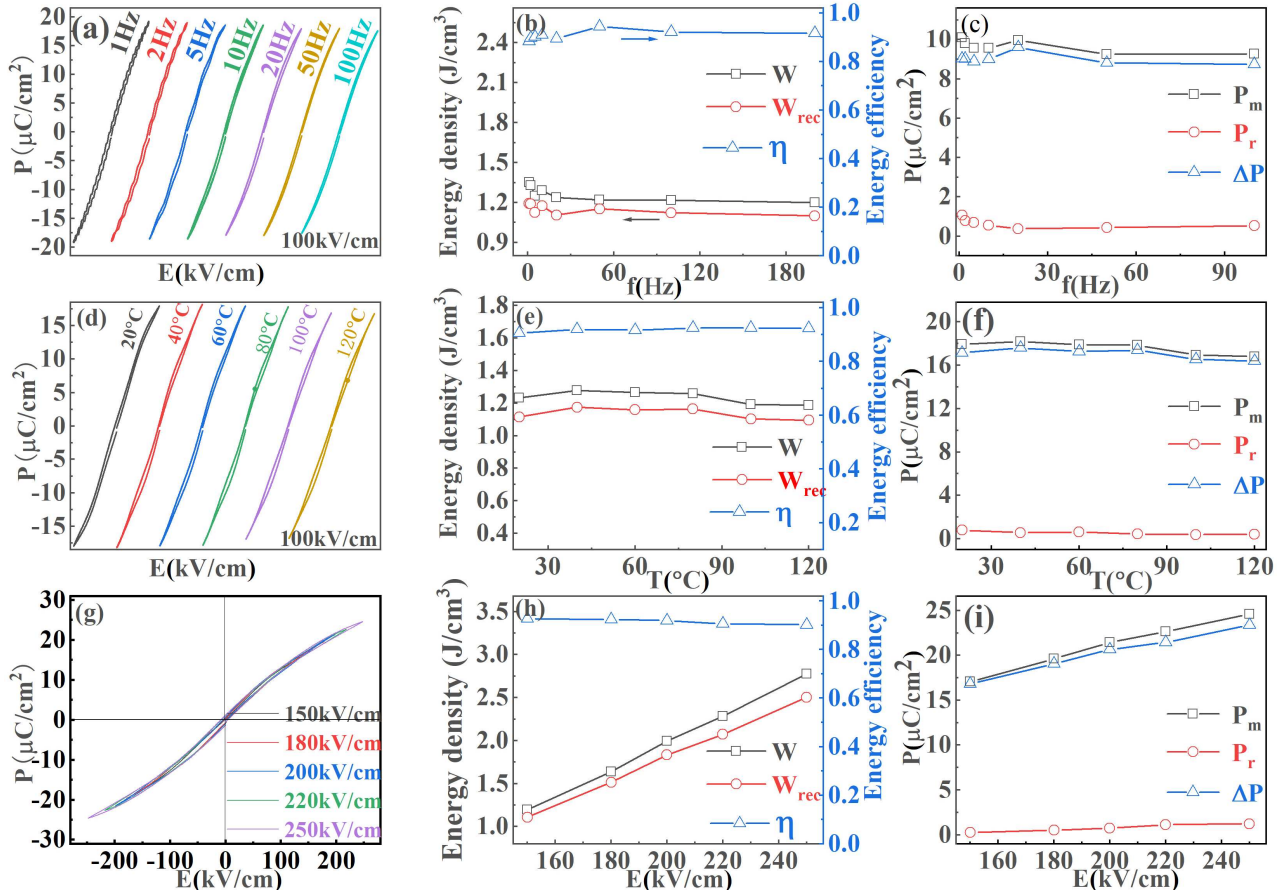 (a)
1Hz
2Hz
5Hz
10Hz
20Hz
50Hz
100Hz
20
15
10
5
0
-5
-10
-15
-20
P (μC/cm²)
100kV/cm
E(kV/cm)
(b)
2.4
2.1
1.8
1.5
1.2
0.9
Energy density (J/cm³)
W
W_rec
η
1.0
0.8
0.6
0.4
0.2
0.0
Energy efficiency
0 60 120 180
f(Hz)
(c)
10
8
6
4
2
0
P(μC/cm²)
P_m
P_r
ΔP
0 30 60 90
f(Hz)
(d)
20°C
40°C
60°C
80°C
100°C
120°C
15
10
5
0
-5
-10
-15
P (μC/cm²)
100kV/cm
E(kV/cm)
(e)
1.8
1.6
1.4
1.2
1.0
0.8
0.6
0.4
Energy density (J/cm³)
W
W_rec
η
1.0
0.8
0.6
0.4
0.2
Energy efficiency
30 60 90 120
T(°C)
(f)
20
16
12
8
4
0
P(μC/cm²)
P_m
P_r
ΔP
30 60 90 120
T(°C)
(g)
30
20
10
0
-10
-20
-30
P (μC/cm²)
150kV/cm
180kV/cm
200kV/cm
220kV/cm
250kV/cm
-200 -100 0 100 200
E(kV/cm)
(h)
3.5
3.0
2.5
2.0
1.5
1.0
Energy density (J/cm³)
W
W_rec
η
1.0
0.8
0.6
0.4
0.2
0.0
Energy efficiency
160 180 200 220 240
E(kV/cm)
(i)
25
20
15
10
5
0
P(μC/cm²)
P_m
P_r
ΔP
160 180 200 220 240
E(kV/cm)